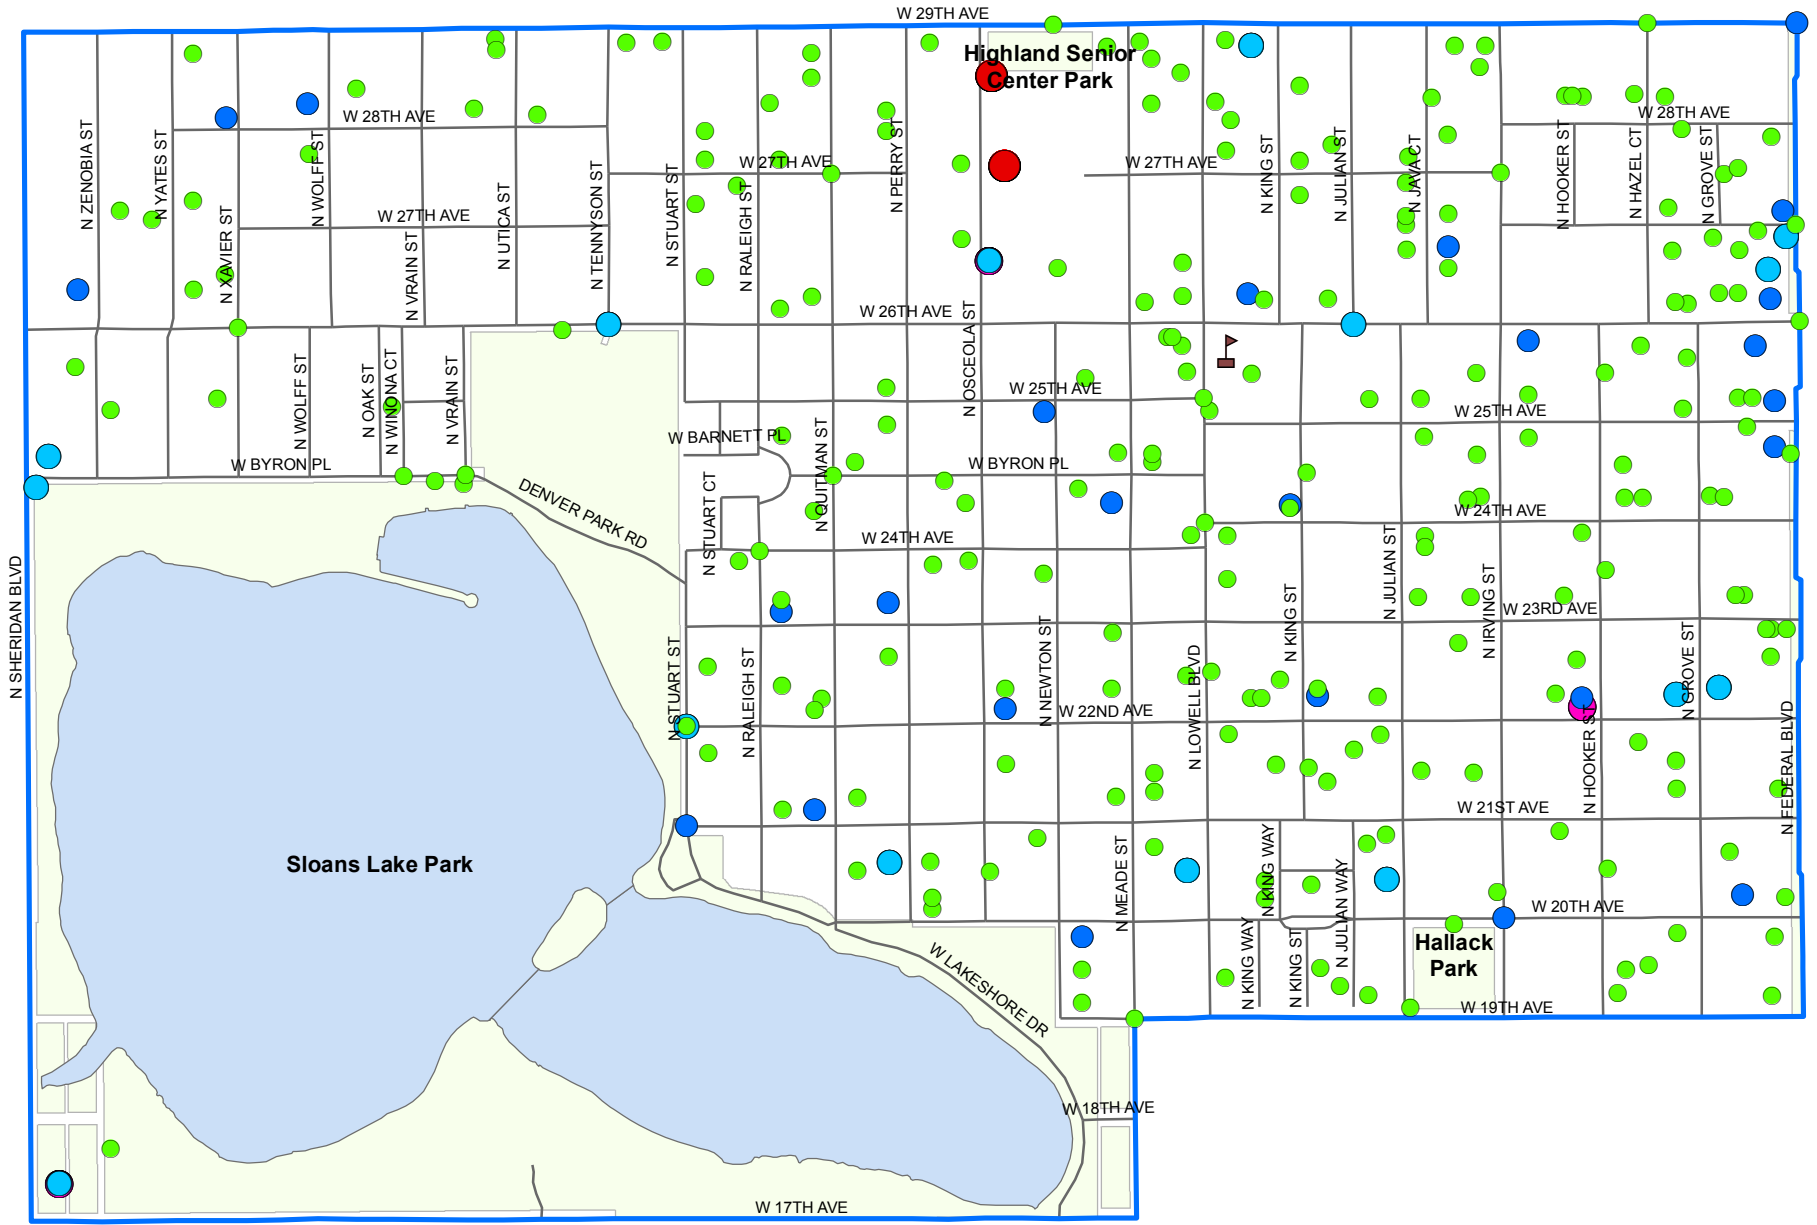 W 29TH AVE
Highland Senior
Center Park
W 28TH AVE
W 28TH AVE
N ZENOBIA ST
N YATES ST
N WOLFF ST
N PERRY ST
N KING ST
N JULIAN ST
N JAVA CT
N HOOKER ST
N HAZEL CT
N GROVE ST
W 27TH AVE
W 27TH AVE
W 27TH AVE
N XAVIER ST
N UTICA ST
N TENNYSON ST
N STUART ST
N RALEIGH ST
N VRAIN ST
W 26TH AVE
N OSCEOLA ST
N WOLFF ST
N OAK ST
N WINONA CT
N VRAIN ST
W 25TH AVE
W 25TH AVE
W BARNETT PL
N QUITMAN ST
W BYRON PL
W BYRON PL
DENVER PARK RD
N STUART CT
W 24TH AVE
W 24TH AVE
N JULIAN ST
N SHERIDAN BLVD
N KING ST
N IRVING ST
W 23RD AVE
N STUART ST
N RALEIGH ST
N NEWTON ST
N LOWELL BLVD
N GROVE ST
W 22ND AVE
N HOOKER ST
N FEDERAL BLVD
W 21ST AVE
Sloans Lake Park
N MEADE ST
N KING WAY
N JULIAN WAY
W 20TH AVE
W LAKESHORE DR
N KING WAY
N KING ST
Hallack
Park
W 19TH AVE
W 18TH AVE
W 17TH AVE